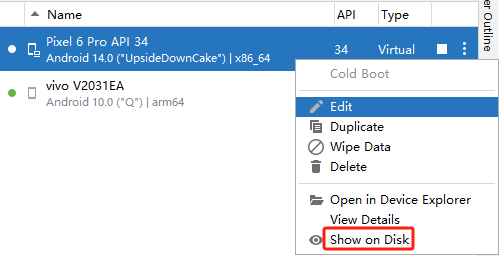 Name API Type
Pixel 6 Pro API 34
Android 14.0 ("UpsideDownCake") | x86_64
34 Virtual
vivo V2031EA
Android 10.0 ("Q") | arm64
Cold Boot
Edit
Duplicate
Wipe Data
Delete
Open in Device Explorer
View Details
Show on Disk
Outline